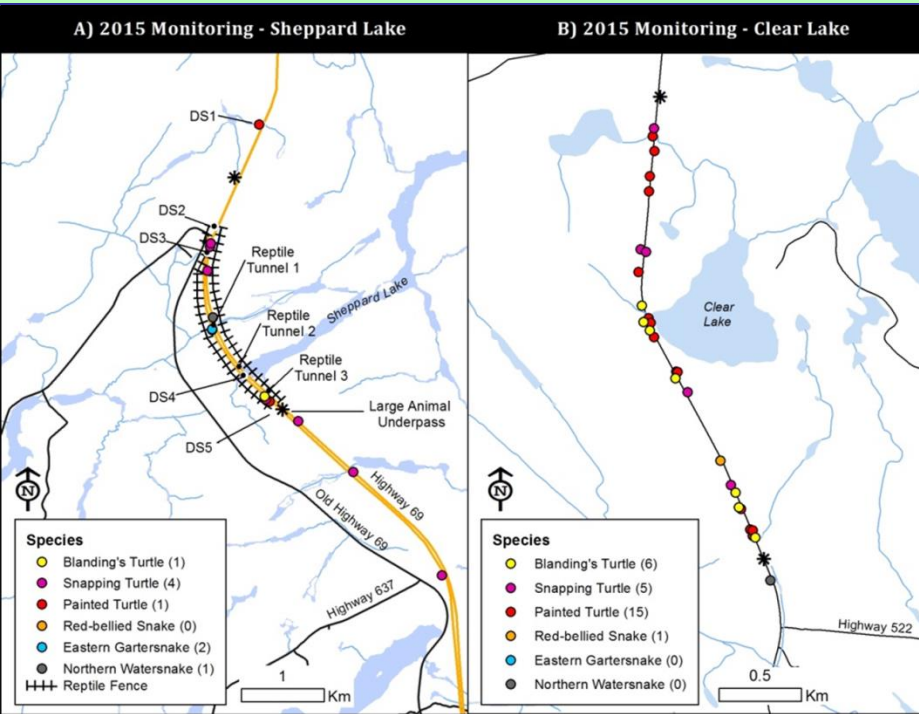 A) 2015 Monitoring - Sheppard Lake
DS1
DS2
DS3
Reptile
Tunnel 1
Sheppard Lake
Reptile
Tunnel 2
Reptile
Tunnel 3
DS4
Large Animal
Underpass
DS5
Highway 69
Old Highway 69
Highway 637
N
Species
Blanding's Turtle (1)
Snapping Turtle (4)
Painted Turtle (1)
Red-bellied Snake (0)
Eastern Gartersnake (2)
Northern Watersnake (1)
Reptile Fence
1
Km
B) 2015 Monitoring - Clear Lake
Clear
Lake
N
Species
Blanding's Turtle (6)
Snapping Turtle (5)
Painted Turtle (15)
Red-bellied Snake (1)
Eastern Gartersnake (0)
Northern Watersnake (0)
Highway 522
0.5
Km